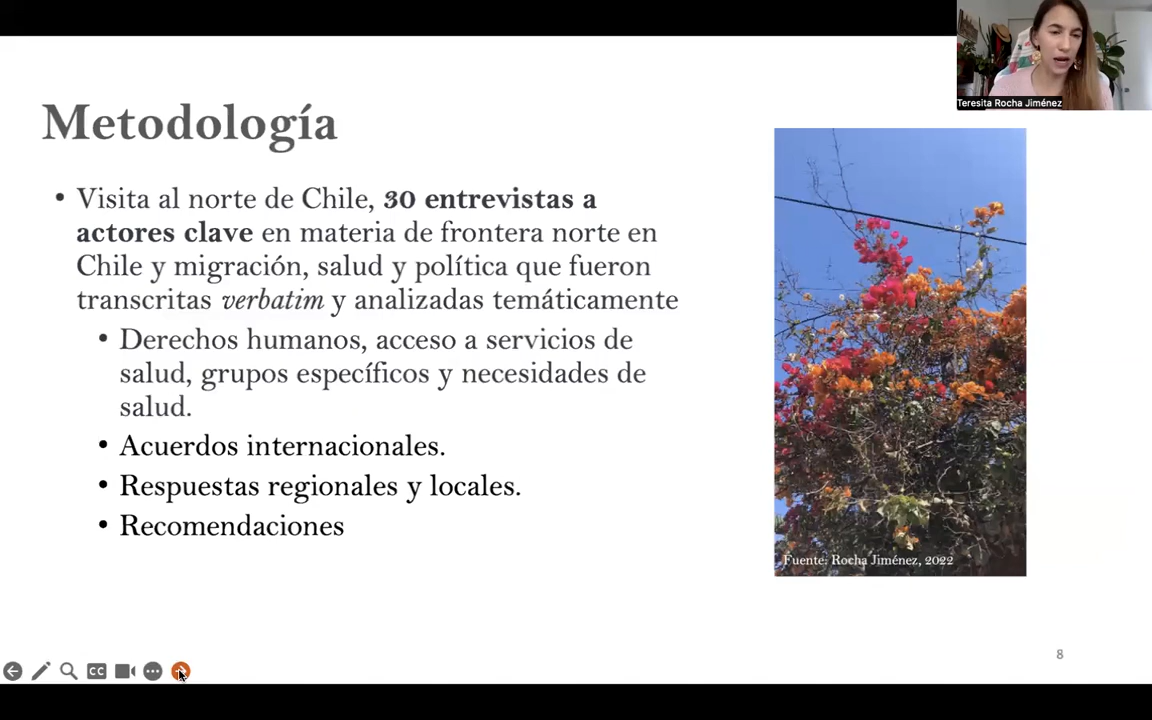 Teresita Rocha Jiménez
Metodología
• Visita al norte de Chile, 30 entrevistas a
actores clave en materia de frontera norte en
Chile y migración, salud y política que fueron
transcritas verbatim y analizadas temáticamente
• Derechos humanos, acceso a servicios de
salud, grupos específicos y necesidades de
salud.
• Acuerdos internacionales.
• Respuestas regionales y locales.
• Recomendaciones
Fuente: Rocha Jiménez, 2022
8
CC